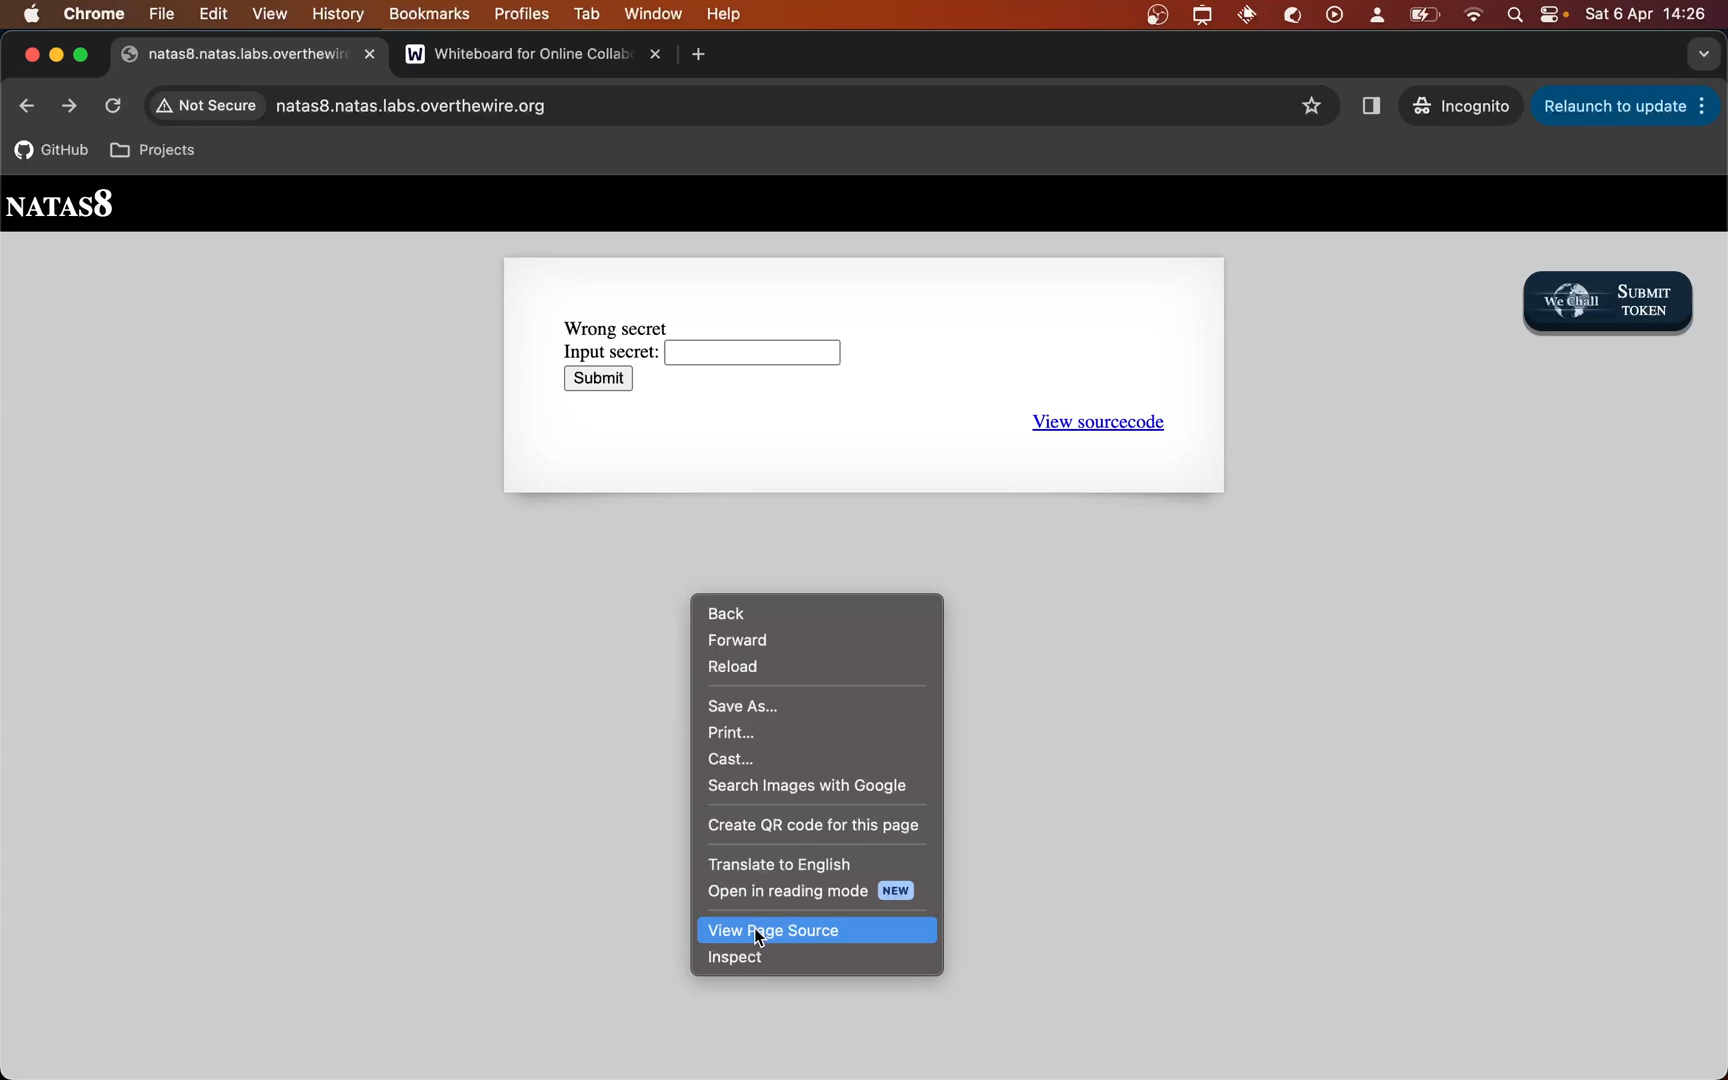 Chrome File Edit View History Bookmarks Profiles Tab Window Help Sat 6 Apr 14:26
natas8.natas.labs.overthewire W Whiteboard for Online Collabo
Not Secure natas8.natas.labs.overthewire.org Incognito Relaunch to update
GitHub Projects
NATAS8
We Chall SUBMIT TOKEN
Wrong secret
Input secret:
Submit
View sourcecode
Back
Forward
Reload
Save As...
Print...
Cast...
Search Images with Google
Create QR code for this page
Translate to English
Open in reading mode NEW
View Page Source
Inspect